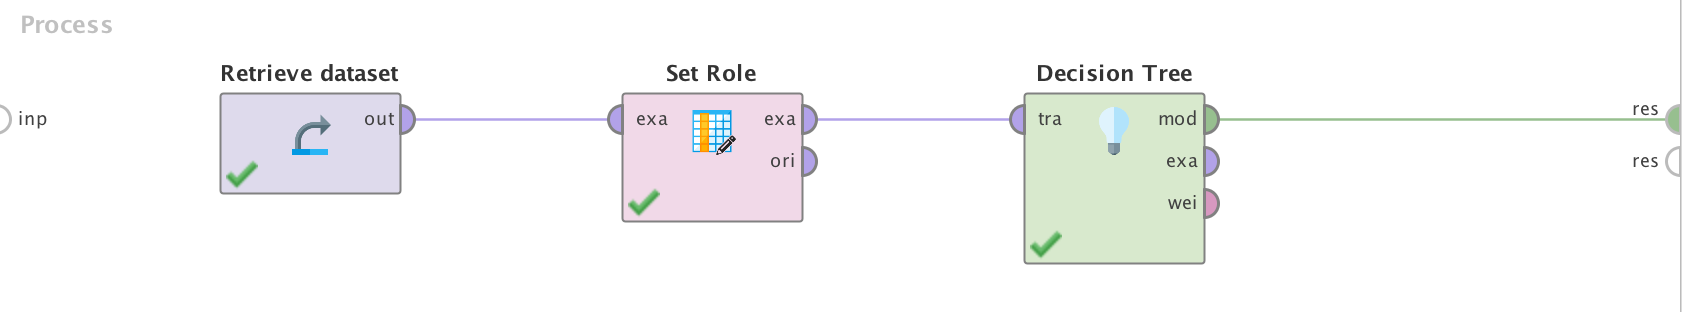 Process
Retrieve dataset
Set Role
Decision Tree
inp
out
exa
exa
ori
tra
mod
exa
wei
res
res